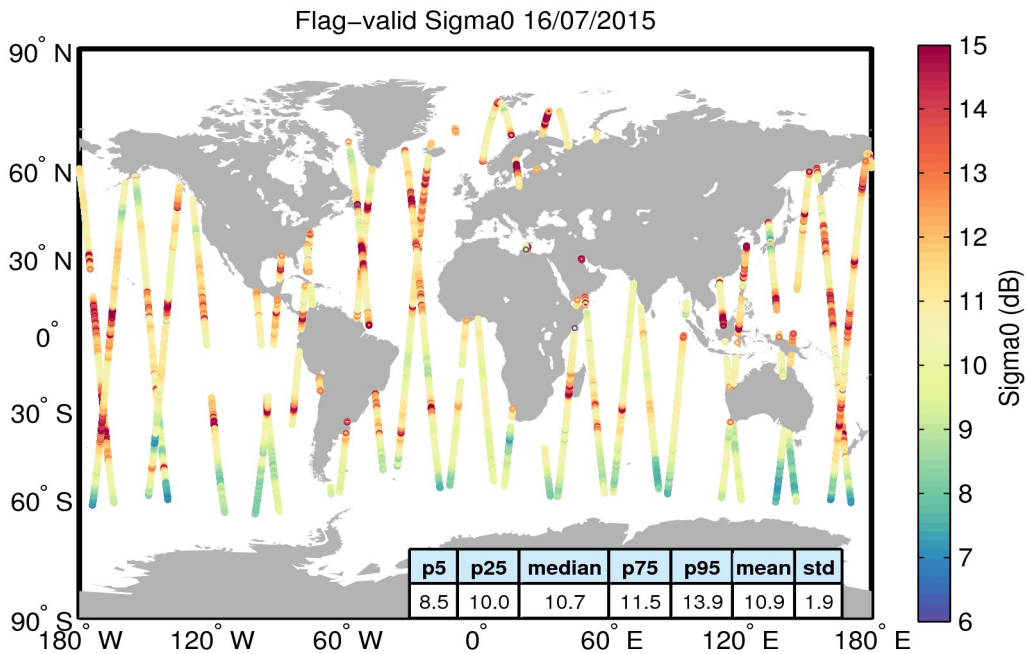 Flag−valid Sigma0 16/07/2015
90° N
60° N
30° N
0°
30° S
60° S
90° S
180° W
120° W
60° W
0°
60° E
120° E
180° E
15
14
13
12
11
10
9
8
7
6
Sigma0 (dB)
p5 p25 median p75 p95 mean std
8.5 10.0 10.7 11.5 13.9 10.9 1.9